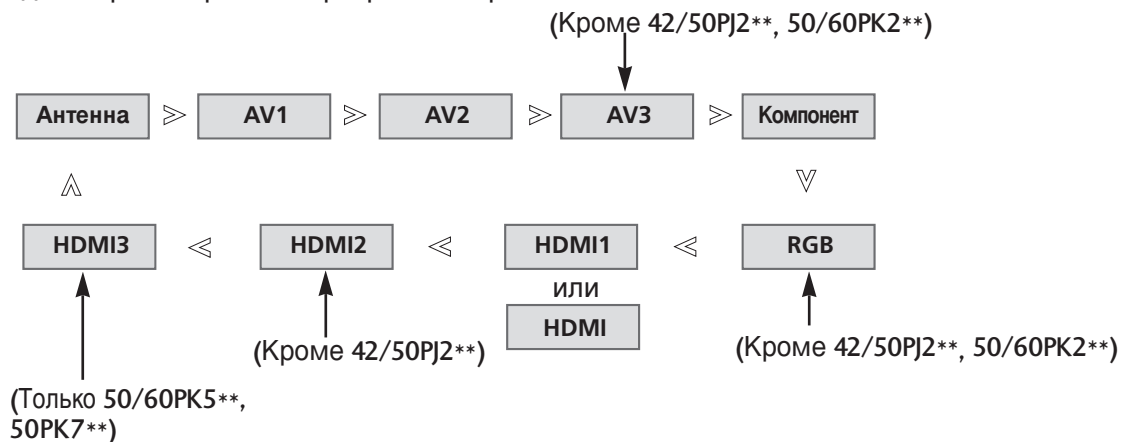 (Кроме 42/50PJ2**, 50/60PK2**)
Антенна AV1 AV2 AV3 Компонент
HDMI3 HDMI2 HDMI1 RGB
или
HDMI
(Кроме 42/50PJ2**)
(Кроме 42/50PJ2**, 50/60PK2**)
(Только 50/60PK5**,
50PK7**)